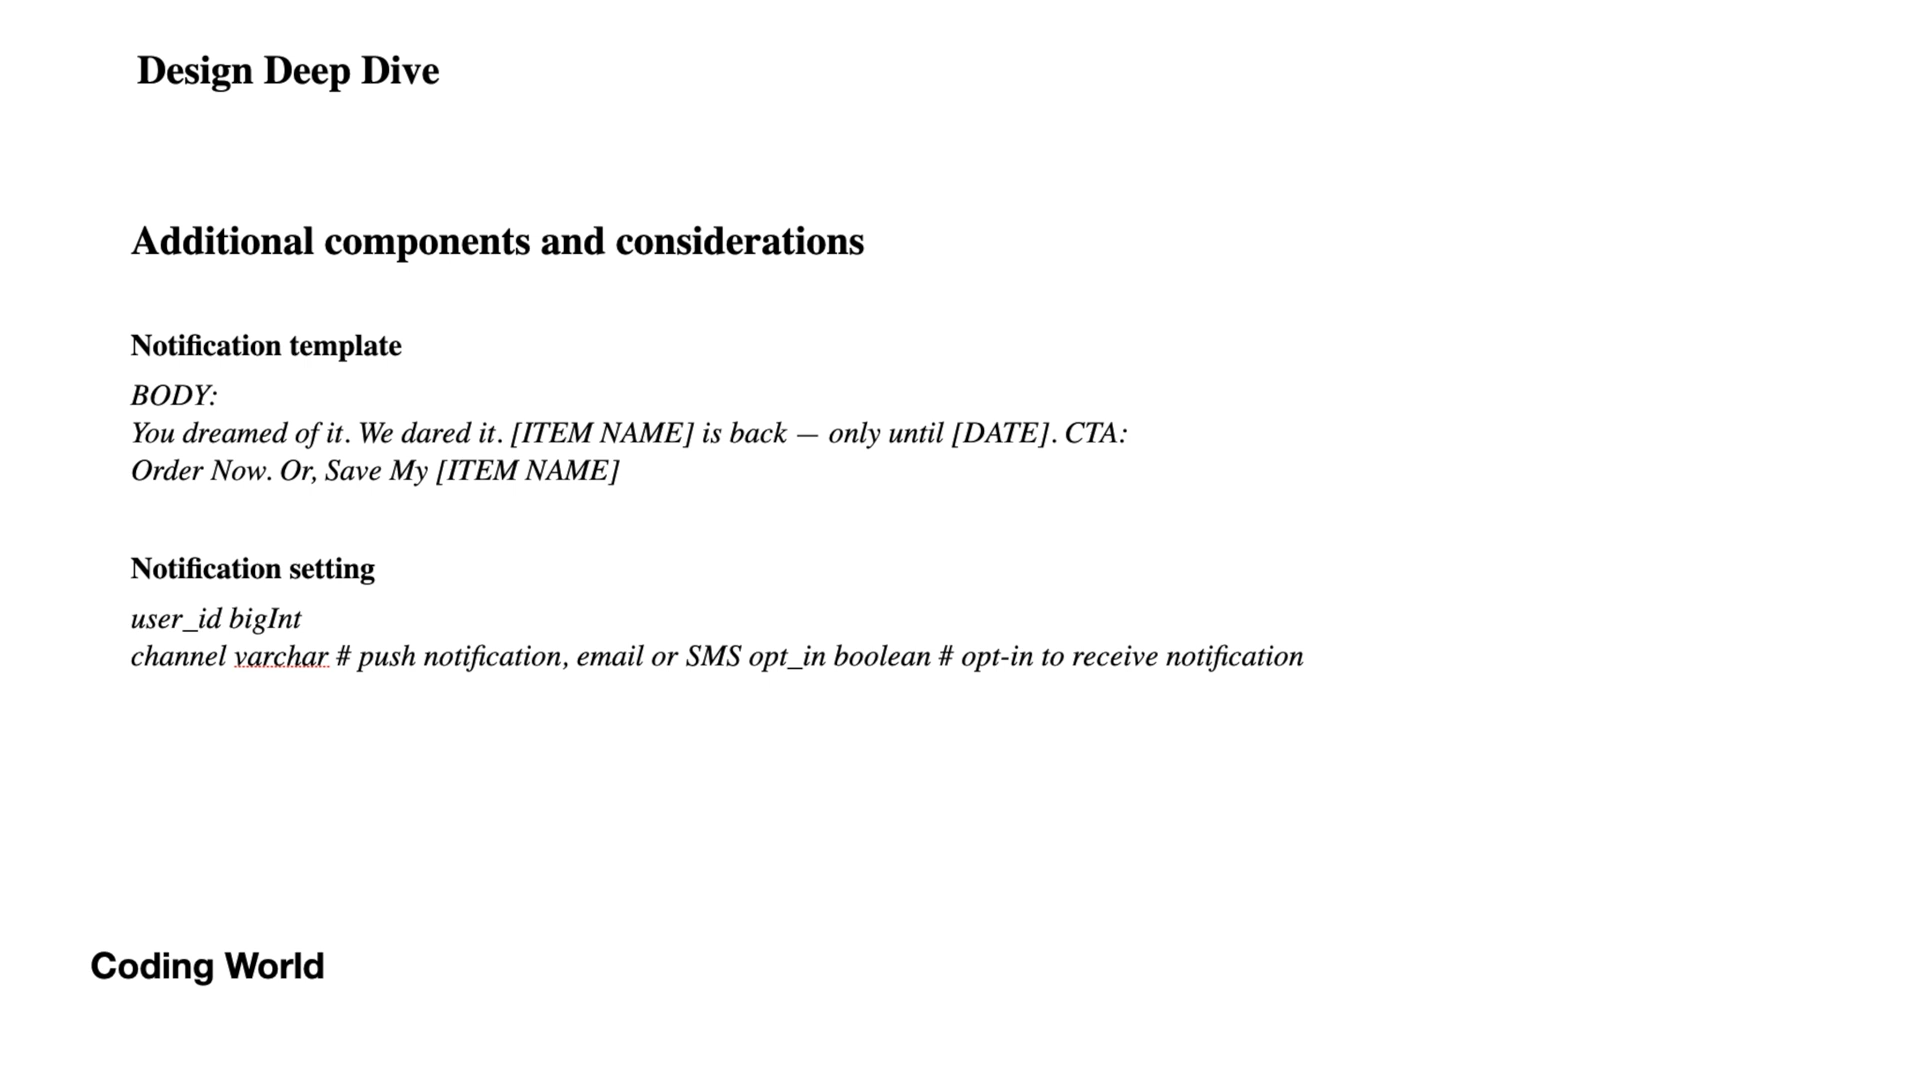 Design Deep Dive
Additional components and considerations
Notification template
BODY:
You dreamed of it. We dared it. [ITEM NAME] is back — only until [DATE]. CTA:
Order Now. Or, Save My [ITEM NAME]
Notification setting
user_id bigInt
channel varchar # push notification, email or SMS opt_in boolean # opt-in to receive notification
Coding World